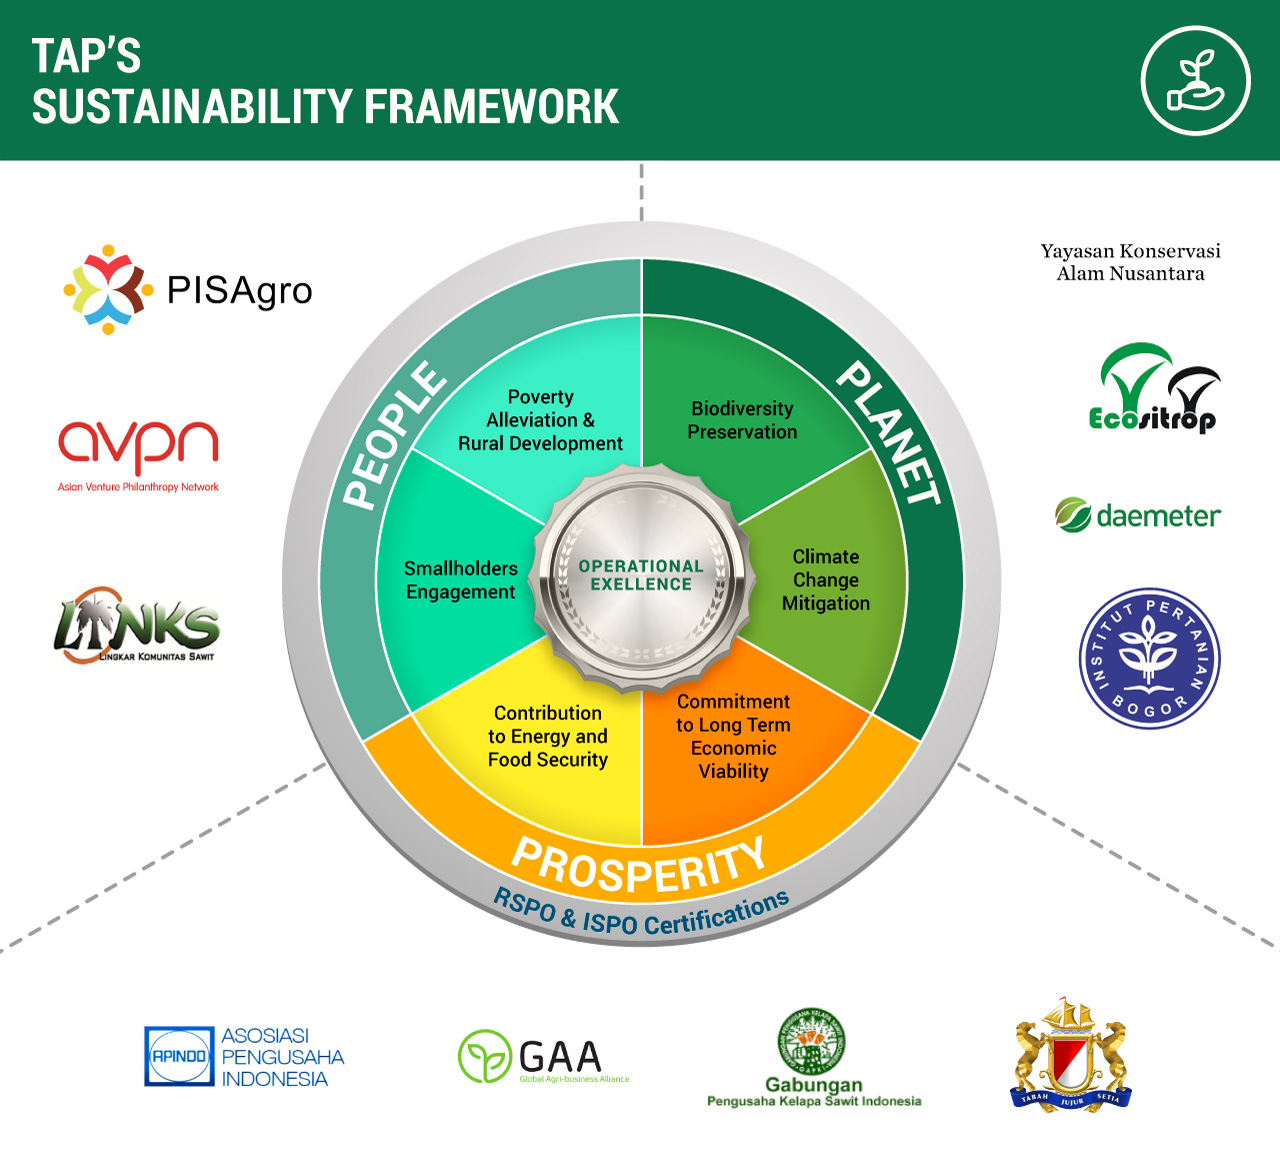 TAP'S
SUSTAINABILITY FRAMEWORK
PISAgro
avpn
Asian Venture Philanthropy Network
LINKS
LINGKAR KOMUNITAS SAWIT
PEOPLE
Poverty
Alleviation &
Rural Development
Smallholders
Engagement
PLANET
Biodiversity
Preservation
Climate
Change
Mitigation
OPERATIONAL
EXELLENCE
Contribution
to Energy and
Food Security
Commitment
to Long Term
Economic
Viability
PROSPERITY
RSPO & ISPO Certifications
Yayasan Konservasi
Alam Nusantara
Ecositrop
daemeter
INSTITUT PERTANIAN
BOGOR
APINDO
ASOSIASI
PENGUSAHA
INDONESIA
GAA
Global Agri-business Alliance
Gabungan
Pengusaha Kelapa Sawit Indonesia
TABAH JUJUR SETIA